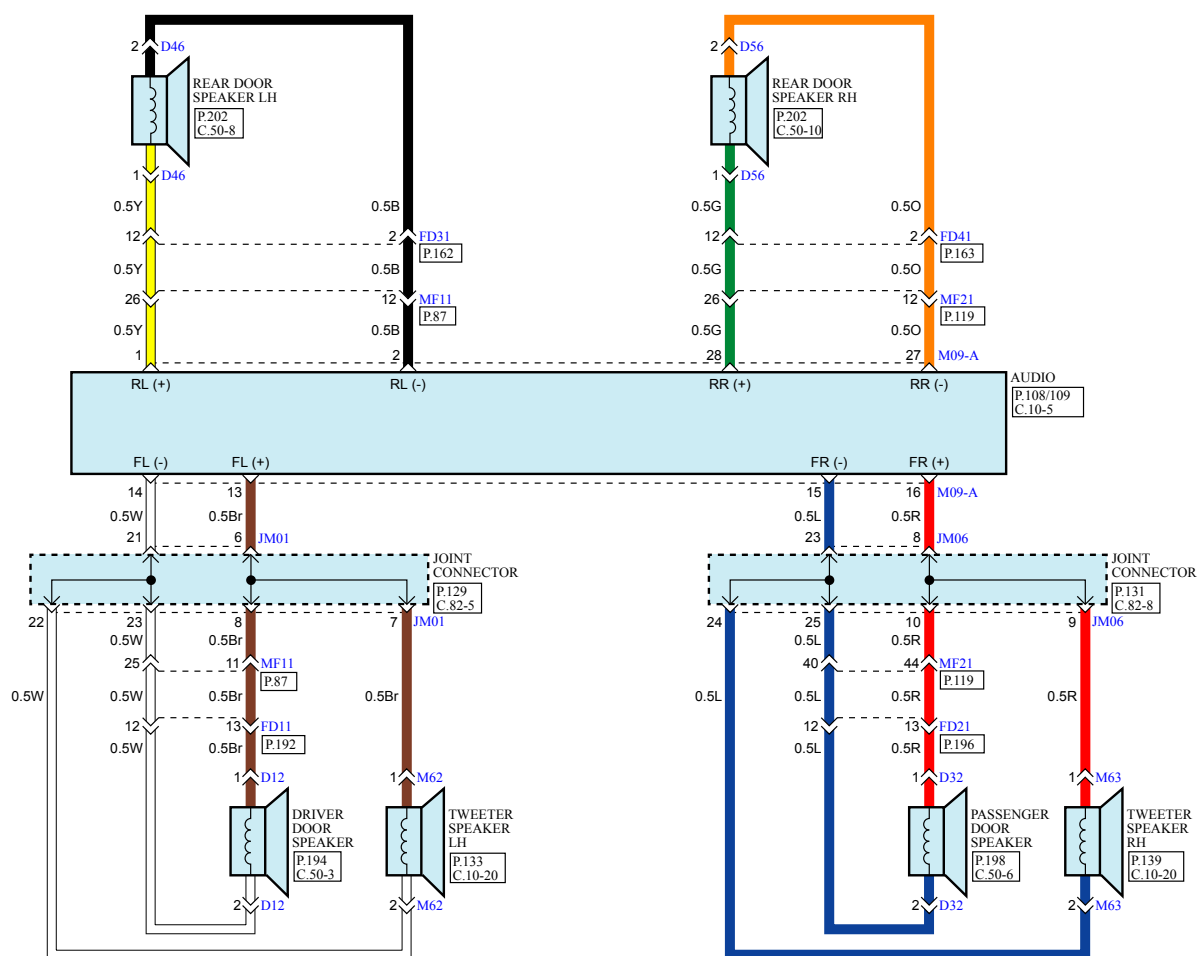 2 D46
2 D56
REAR DOOR
SPEAKER LH
P.202
C.50-8
REAR DOOR
SPEAKER RH
P.202
C.50-10
1 D46
1 D56
0.5Y
0.5B
0.5G
0.5O
12
2 FD31
P.162
12
2 FD41
P.163
0.5Y
0.5B
0.5G
0.5O
26
12 MF11
P.87
26
12 MF21
P.119
0.5Y
0.5B
0.5G
0.5O
1
2
28
27 M09-A
RL (+)
RL (-)
RR (+)
RR (-)
AUDIO
P.108/109
C.10-5
FL (-)
FL (+)
FR (-)
FR (+)
14
13
15
16 M09-A
0.5W
0.5Br
0.5L
0.5R
21
6 JM01
23
8 JM06
JOINT
CONNECTOR
P.129
C.82-5
JOINT
CONNECTOR
P.131
C.82-8
22
23
8
7 JM01
24
25
10
9 JM06
0.5W
0.5Br
0.5L
0.5R
25
11 MF11
P.87
40
44 MF21
P.119
0.5W
0.5W
0.5Br
0.5Br
0.5L
0.5L
0.5R
0.5R
12
13 FD11
P.192
12
13 FD21
P.196
0.5W
0.5Br
0.5L
0.5R
1 D12
1 M62
1 D32
1 M63
DRIVER
DOOR
SPEAKER
P.194
C.50-3
TWEETER
SPEAKER
LH
P.133
C.10-20
PASSENGER
DOOR
SPEAKER
P.198
C.50-6
TWEETER
SPEAKER
RH
P.139
C.10-20
2 D12
2 M62
2 D32
2 M63